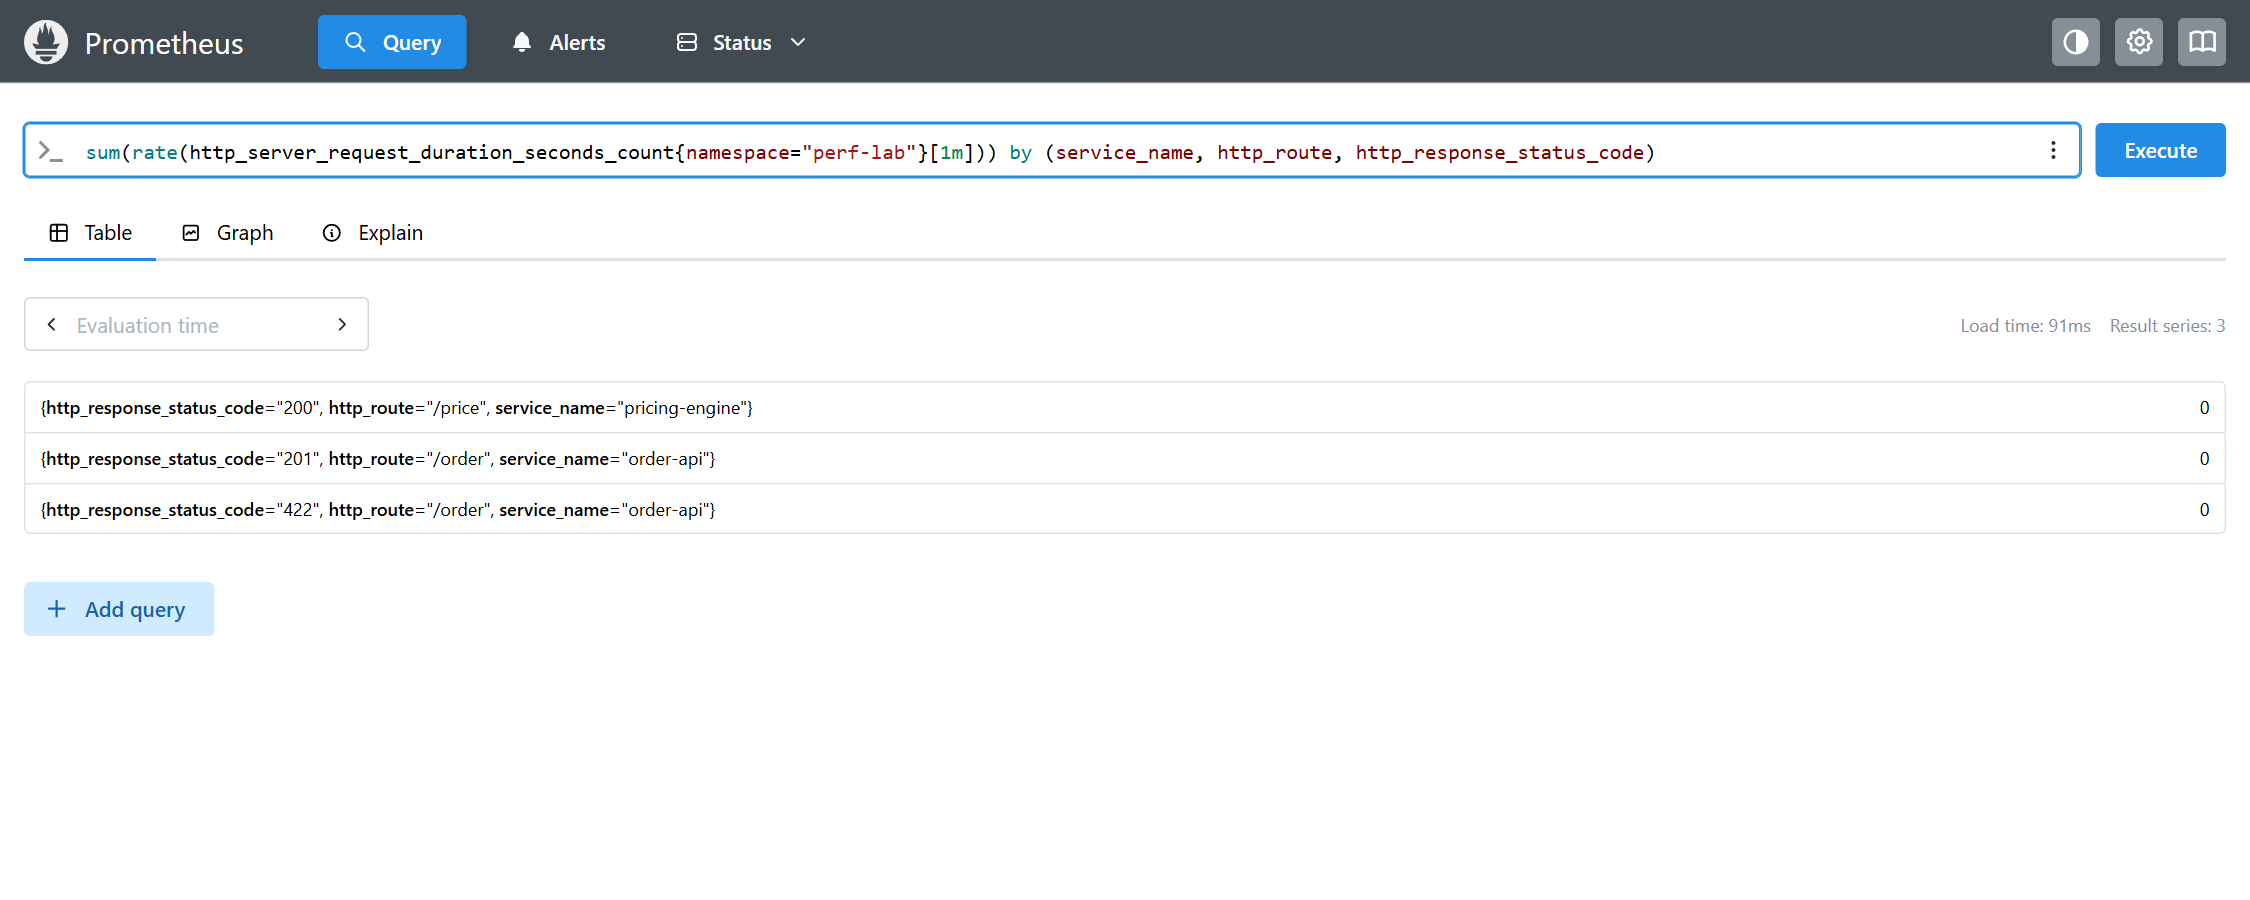 Prometheus
Query
Alerts
Status
sum(rate(http_server_request_duration_seconds_count{namespace="perf-lab"}[1m])) by (service_name, http_route, http_response_status_code)
Execute
Table
Graph
Explain
Evaluation time
Load time: 91ms Result series: 3
{http_response_status_code="200", http_route="/price", service_name="pricing-engine"} 0
{http_response_status_code="201", http_route="/order", service_name="order-api"} 0
{http_response_status_code="422", http_route="/order", service_name="order-api"} 0
Add query